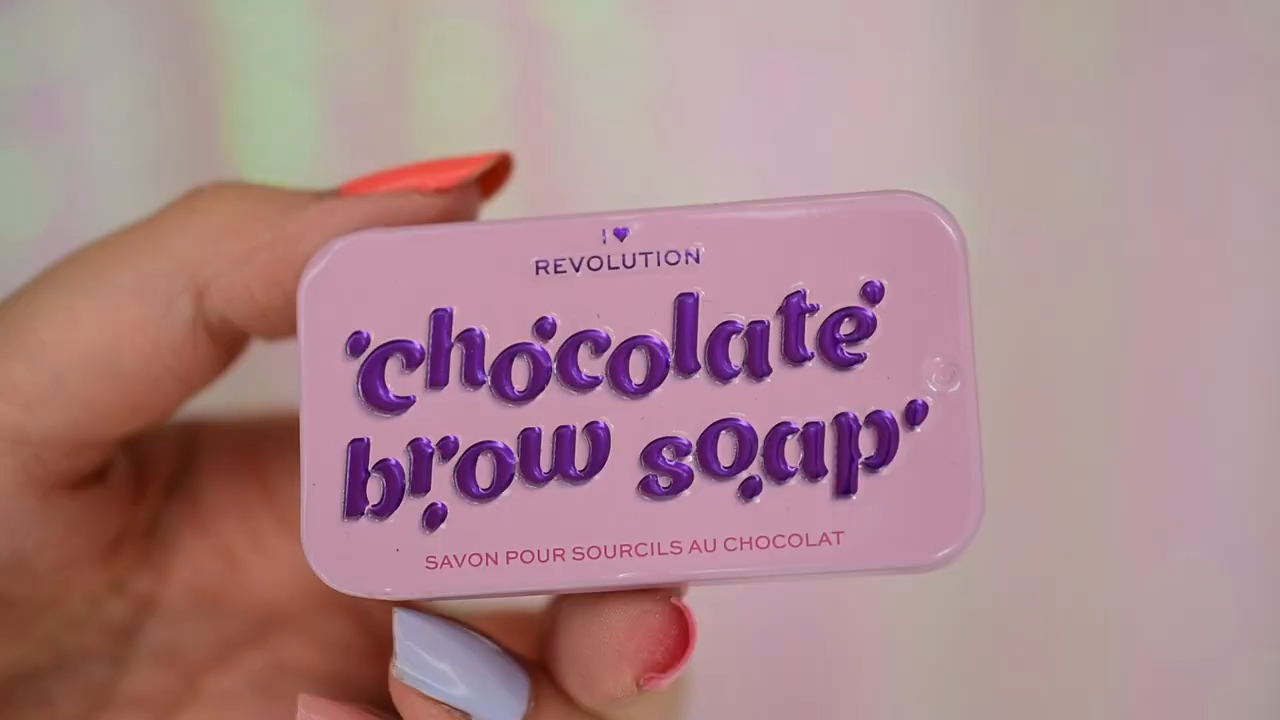 I ♥
REVOLUTION
chocolate
brow soap
SAVON POUR SOURCILS AU CHOCOLAT